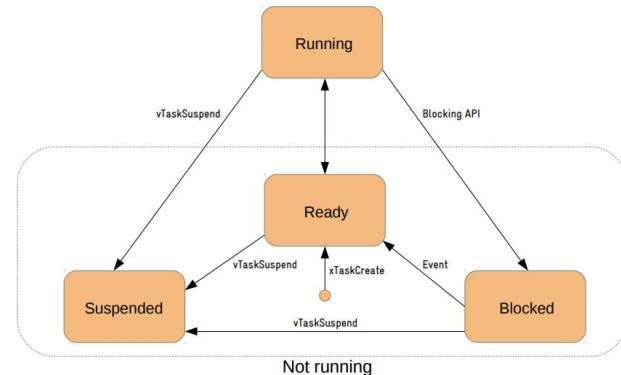 Running
vTaskSuspend
Blocking API
Ready
vTaskSuspend
xTaskCreate
Event
Suspended
Blocked
vTaskSuspend
Not running